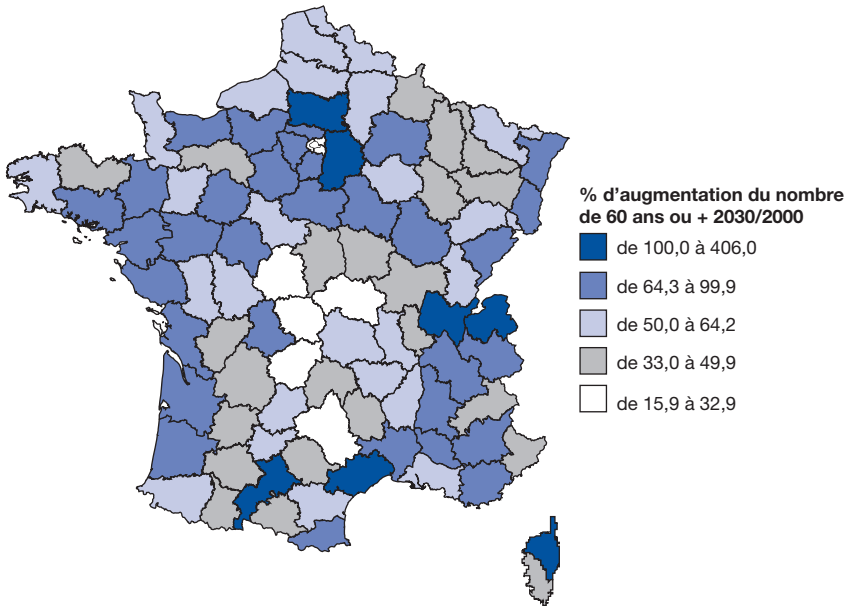 % d'augmentation du nombre
de 60 ans ou + 2030/2000
de 100,0 à 406,0
de 64,3 à 99,9
de 50,0 à 64,2
de 33,0 à 49,9
de 15,9 à 32,9